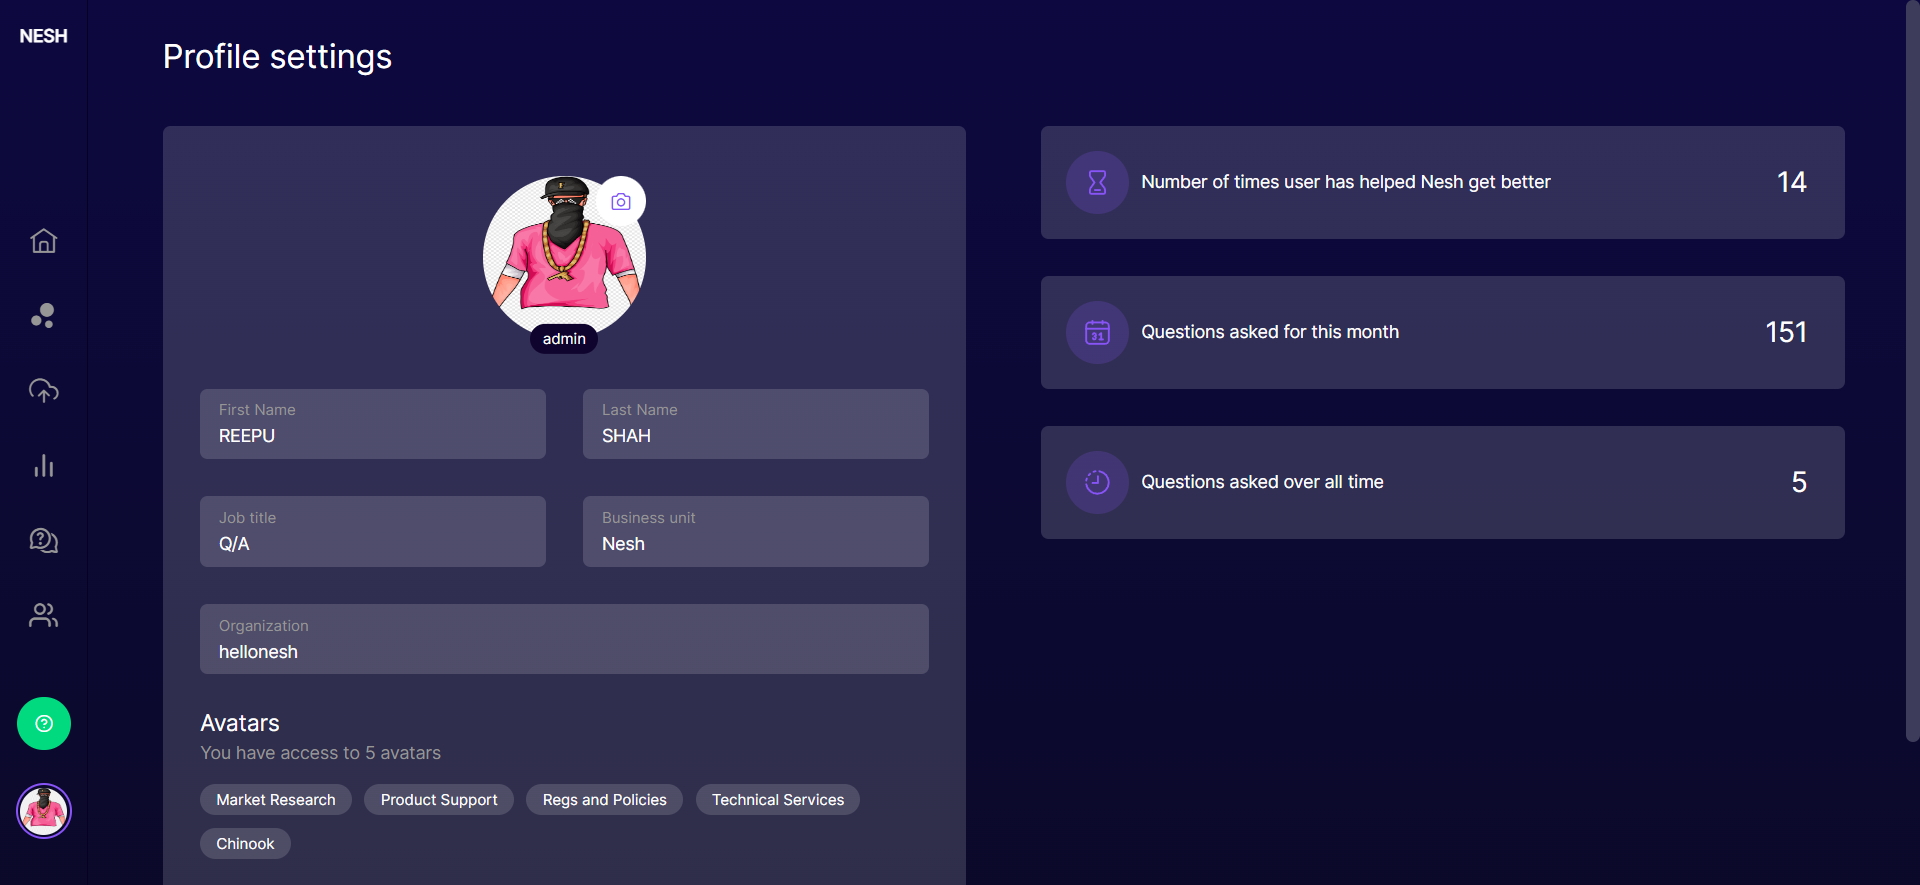 NESH
Profile settings
admin
First Name
REEPU
Last Name
SHAH
Job title
Q/A
Business unit
Nesh
Organization
hellonesh
Avatars
You have access to 5 avatars
Market Research
Product Support
Regs and Policies
Technical Services
Chinook
Number of times user has helped Nesh get better
14
31
Questions asked for this month
151
Questions asked over all time
5